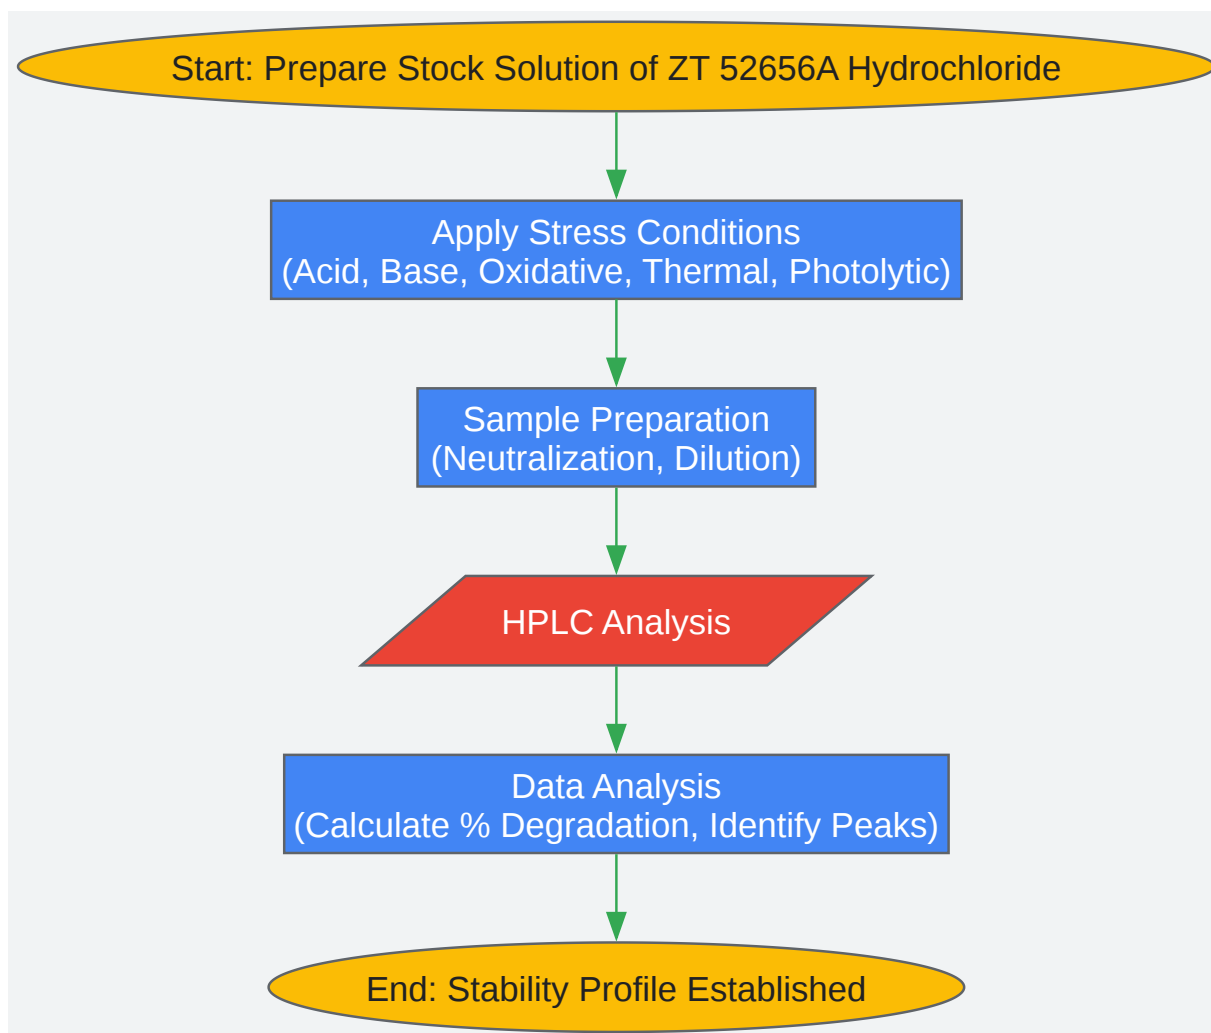 Start: Prepare Stock Solution of ZT 52656A Hydrochloride
Apply Stress Conditions
(Acid, Base, Oxidative, Thermal, Photolytic)
Sample Preparation
(Neutralization, Dilution)
HPLC Analysis
Data Analysis
(Calculate % Degradation, Identify Peaks)
End: Stability Profile Established